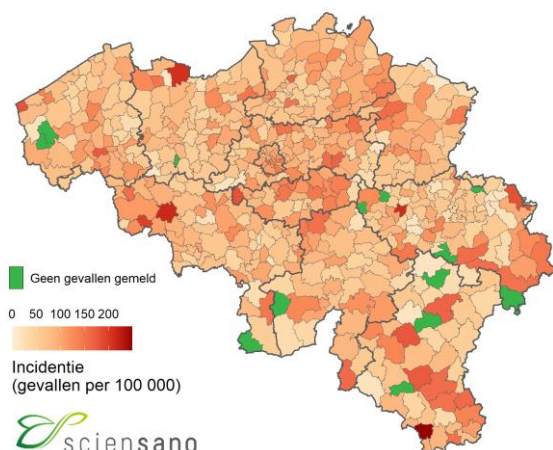 Geen gevallen gemeld
0 50 100 150 200
Incidentie
(gevallen per 100 000)
sciensano